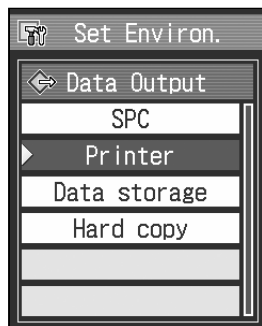 Set Environ.
Data Output
SPC
Printer
Data storage
Hard copy